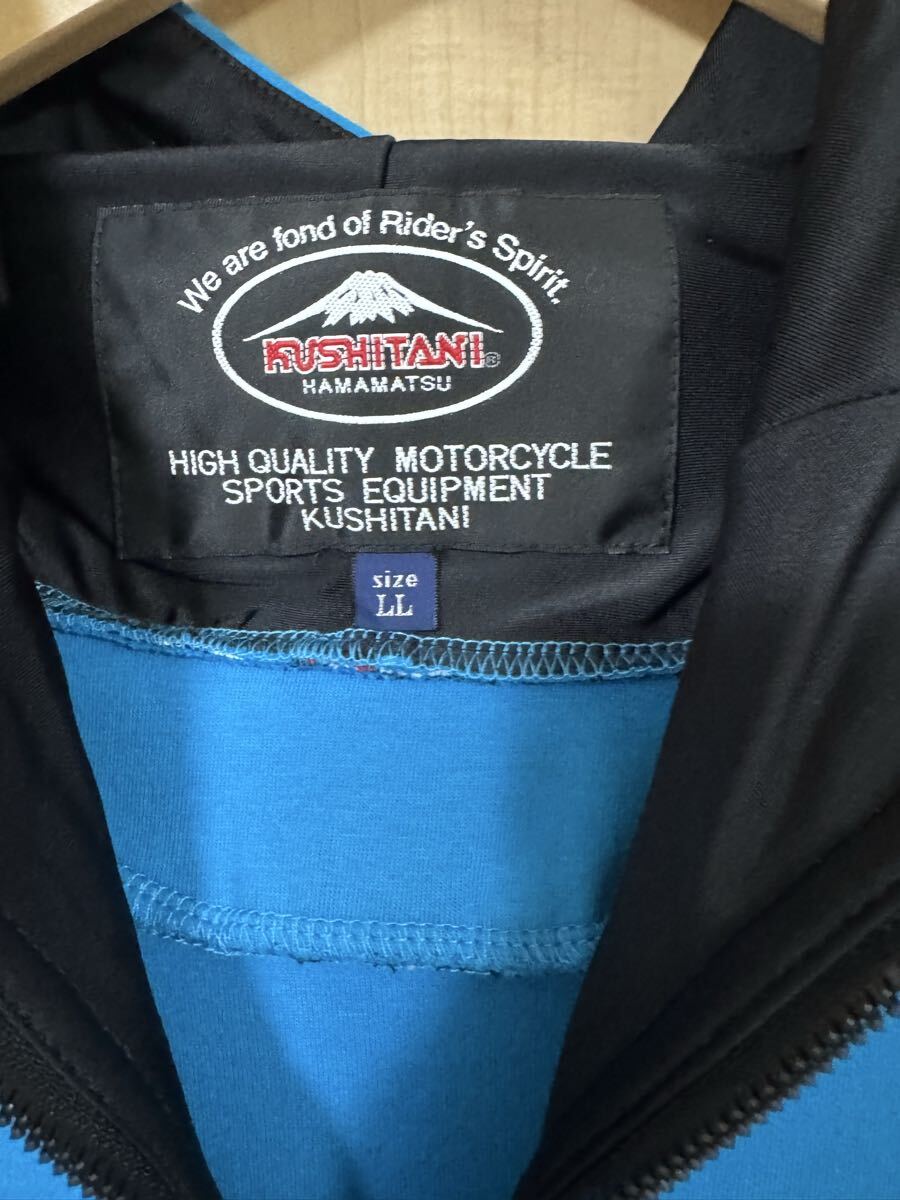 We are fond of Rider's Spirit.
KUSHITANI®
HAMAMATSU
HIGH QUALITY MOTORCYCLE
SPORTS EQUIPMENT
KUSHITANI
size
LL